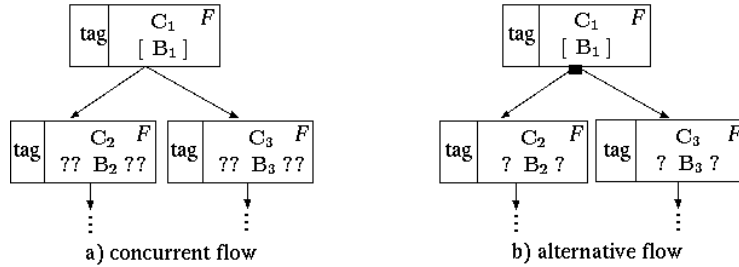 C₁ F
tag
[ B₁ ]
C₁ F
tag
[ B₁ ]
C₂ F
tag
?? B₂ ??
C₃ F
tag
?? B₃ ??
C₂ F
tag
? B₂ ?
C₃ F
tag
? B₃ ?
a) concurrent flow
b) alternative flow